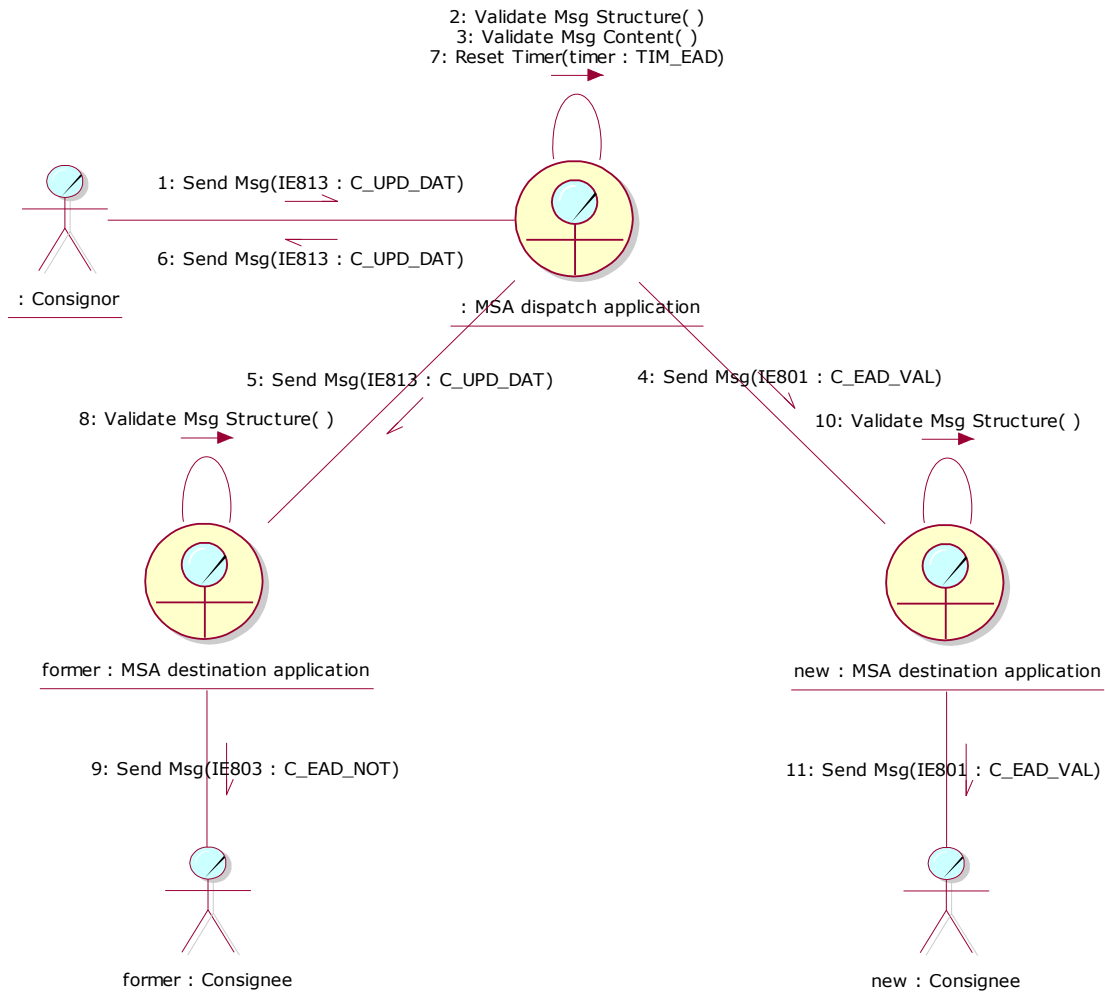 2: Validate Msg Structure( )
3: Validate Msg Content( )
7: Reset Timer(timer : TIM_EAD)
1: Send Msg(IE813 : C_UPD_DAT)
6: Send Msg(IE813 : C_UPD_DAT)
: Consignor
: MSA dispatch application
5: Send Msg(IE813 : C_UPD_DAT)
4: Send Msg(IE801 : C_EAD_VAL)
8: Validate Msg Structure( )
10: Validate Msg Structure( )
former : MSA destination application
new : MSA destination application
9: Send Msg(IE803 : C_EAD_NOT)
11: Send Msg(IE801 : C_EAD_VAL)
former : Consignee
new : Consignee